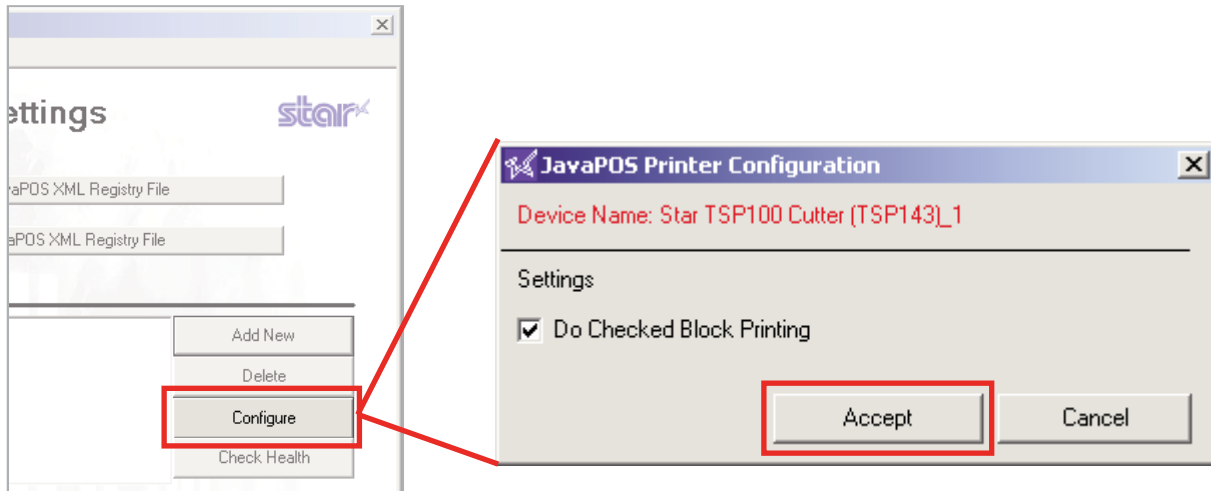 ettings
star
vaPOS XML Registry File
aPOS XML Registry File
Add New
Delete
Configure
Check Health
JavaPOS Printer Configuration
Device Name: Star TSP100 Cutter (TSP143)_1
Settings
Do Checked Block Printing
Accept
Cancel